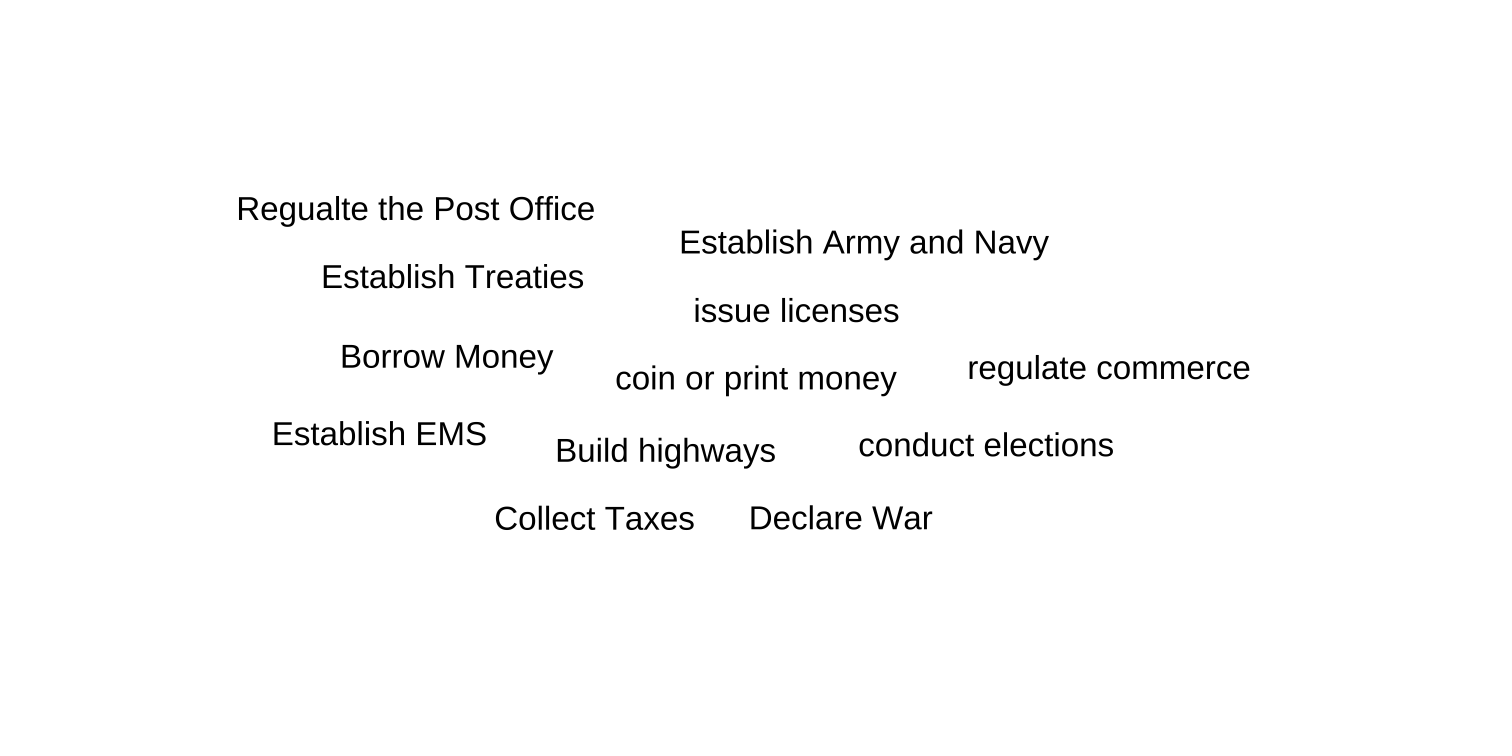 Regualte the Post Office
Establish Army and Navy
Establish Treaties
issue licenses
Borrow Money
coin or print money
regulate commerce
Establish EMS
Build highways
conduct elections
Collect Taxes
Declare War